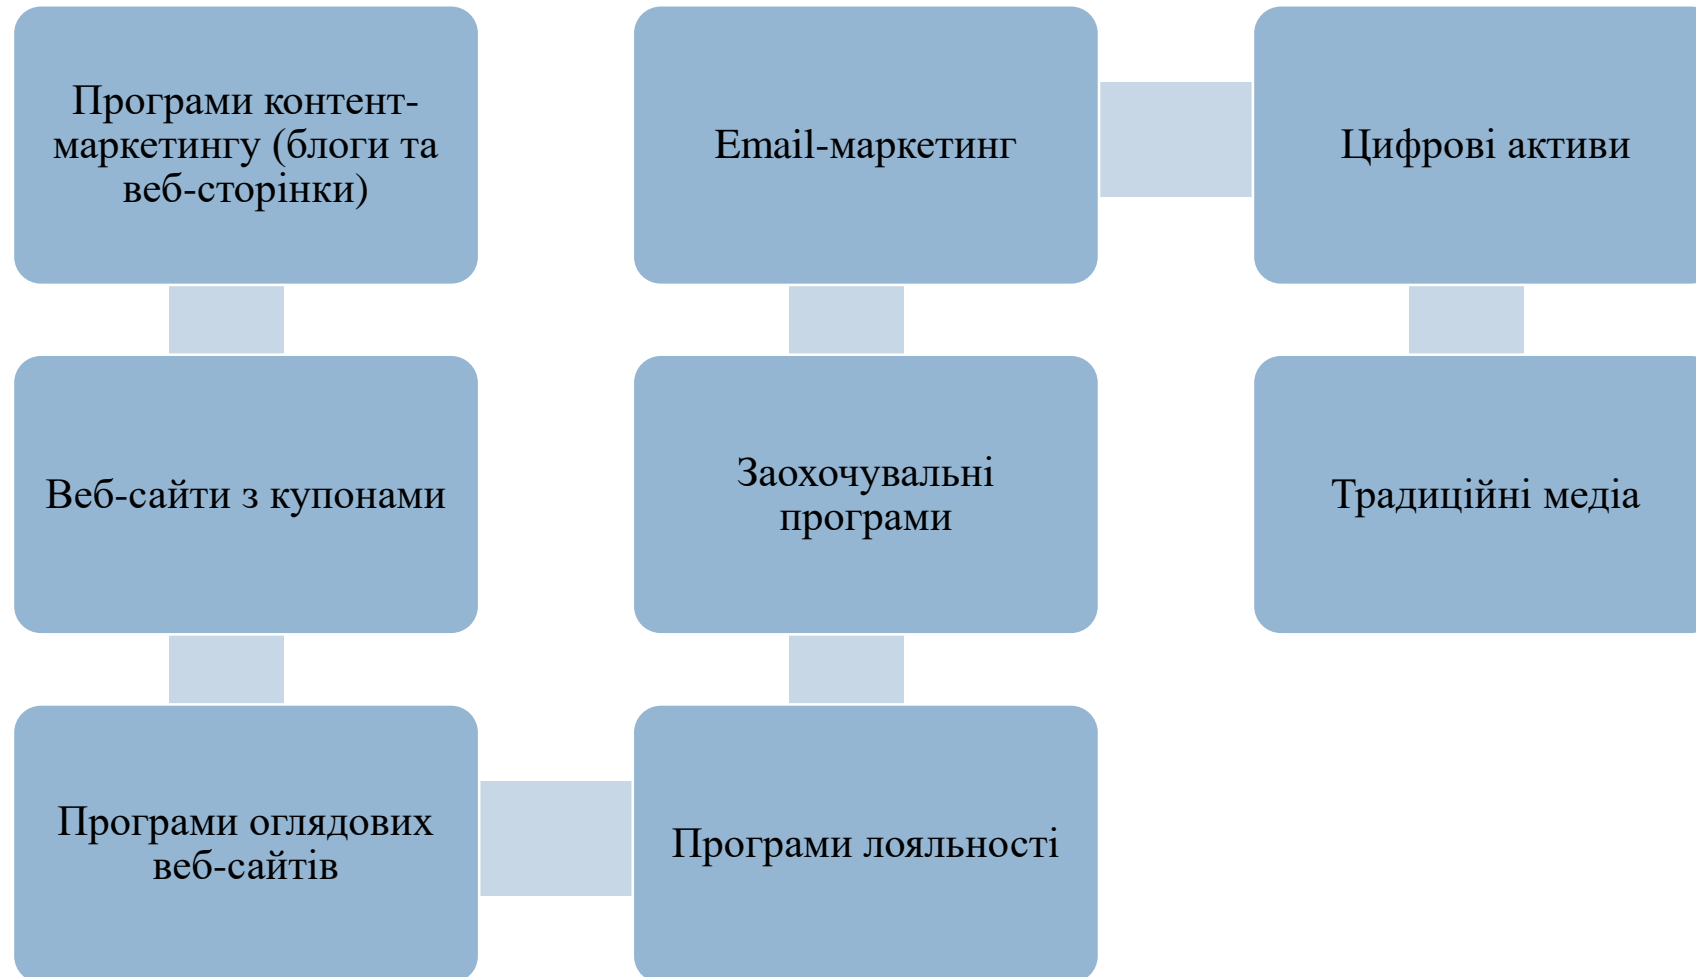 Програми контент-
маркетингу (блоги та
веб-сторінки)
Веб-сайти з купонами
Програми оглядових
веб-сайтів
Програми лояльності
Заохочувальні
програми
Email-маркетинг
Цифрові активи
Традиційні медіа